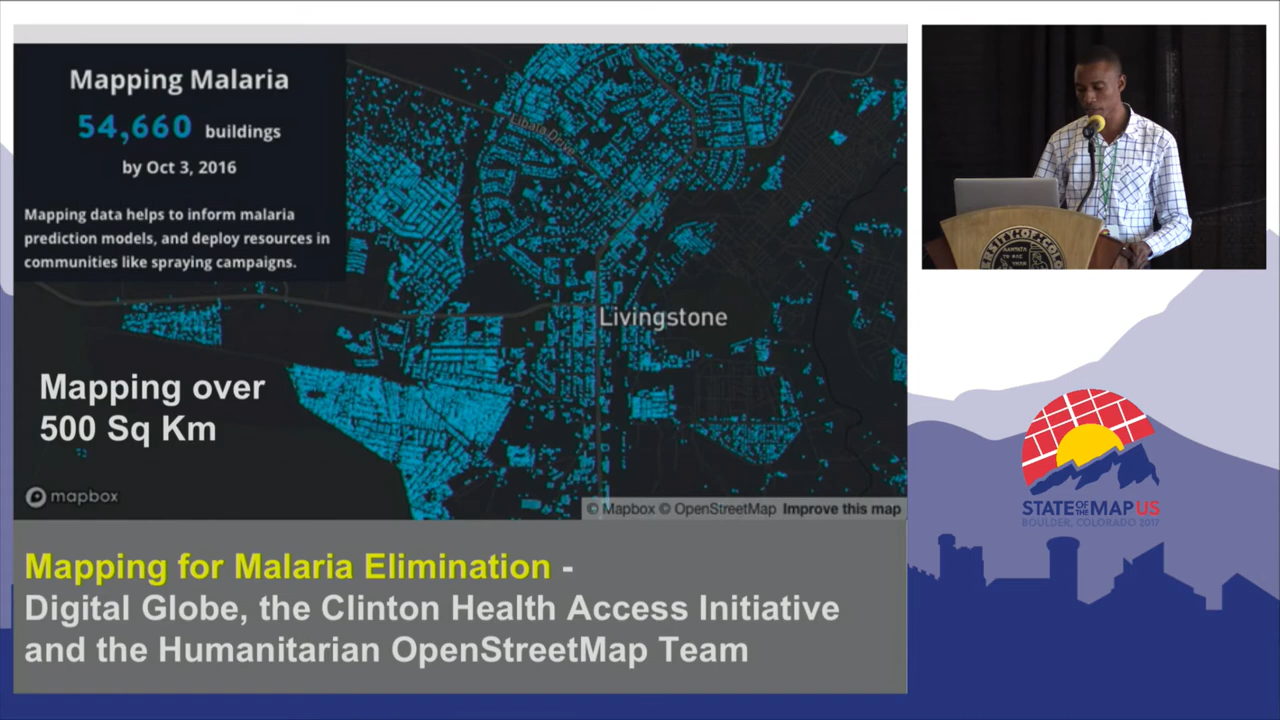 Mapping Malaria
54,660 buildings
by Oct 3, 2016
Mapping data helps to inform malaria
prediction models, and deploy resources in
communities like spraying campaigns.
Libala Drive
Livingstone
Mapping over
500 Sq Km
mapbox
© Mapbox © OpenStreetMap Improve this map
Mapping for Malaria Elimination -
Digital Globe, the Clinton Health Access Initiative
and the Humanitarian OpenStreetMap Team
STATE OF THE MAP US
BOULDER, COLORADO 2017